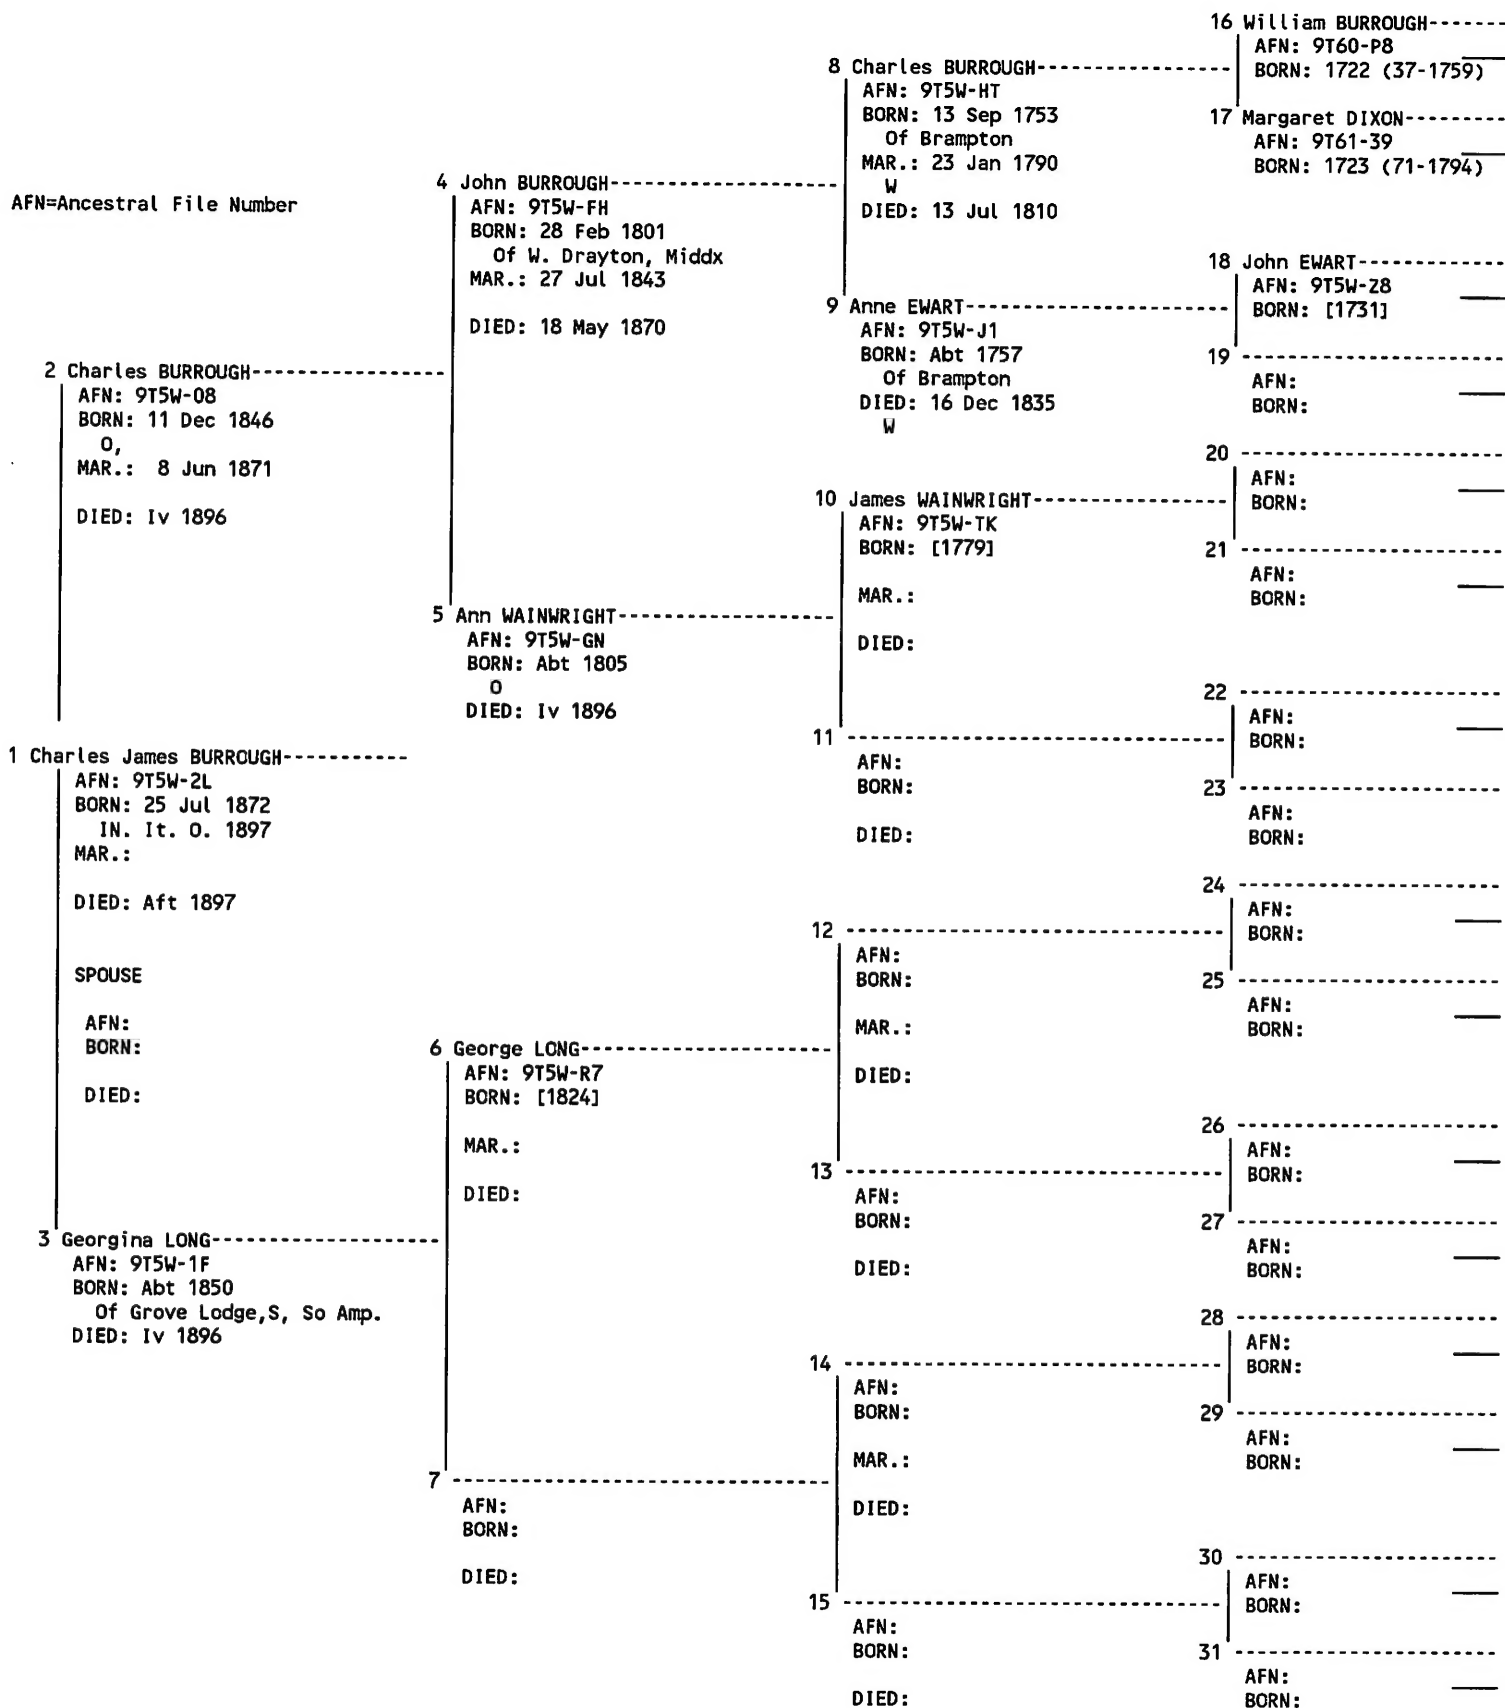 AFN=Ancestral File Number
1 Charles James BURROUGH
AFN: 9T5W-2L
BORN: 25 Jul 1872
IN. It. O. 1897
MAR.:
DIED: Aft 1897
SPOUSE
AFN:
BORN:
DIED:
2 Charles BURROUGH
AFN: 9T5W-08
BORN: 11 Dec 1846
O,
MAR.: 8 Jun 1871
DIED: Iv 1896
3 Georgina LONG
AFN: 9T5W-1F
BORN: Abt 1850
Of Grove Lodge,S, So Amp.
DIED: Iv 1896
4 John BURROUGH
AFN: 9T5W-FH
BORN: 28 Feb 1801
Of W. Drayton, Middx
MAR.: 27 Jul 1843
DIED: 18 May 1870
5 Ann WAINWRIGHT
AFN: 9T5W-GN
BORN: Abt 1805
O
DIED: Iv 1896
6 George LONG
AFN: 9T5W-R7
BORN: [1824]
MAR.:
DIED:
7
AFN:
BORN:
DIED:
8 Charles BURROUGH
AFN: 9T5W-HT
BORN: 13 Sep 1753
Of Brampton
MAR.: 23 Jan 1790
W
DIED: 13 Jul 1810
9 Anne EWART
AFN: 9T5W-J1
BORN: Abt 1757
Of Brampton
DIED: 16 Dec 1835
W
10 James WAINWRIGHT
AFN: 9T5W-TK
BORN: [1779]
MAR.:
DIED:
11
AFN:
BORN:
DIED:
12
AFN:
BORN:
MAR.:
DIED:
13
AFN:
BORN:
DIED:
14
AFN:
BORN:
MAR.:
DIED:
15
AFN:
BORN:
DIED:
16 William BURROUGH
AFN: 9T60-P8
BORN: 1722 (37-1759)
17 Margaret DIXON
AFN: 9T61-39
BORN: 1723 (71-1794)
18 John EWART
AFN: 9T5W-Z8
BORN: [1731]
19
AFN:
BORN:
20
AFN:
BORN:
21
AFN:
BORN:
22
AFN:
BORN:
23
AFN:
BORN:
24
AFN:
BORN:
25
AFN:
BORN:
26
AFN:
BORN:
27
AFN:
BORN:
28
AFN:
BORN:
29
AFN:
BORN:
30
AFN:
BORN:
31
AFN:
BORN: